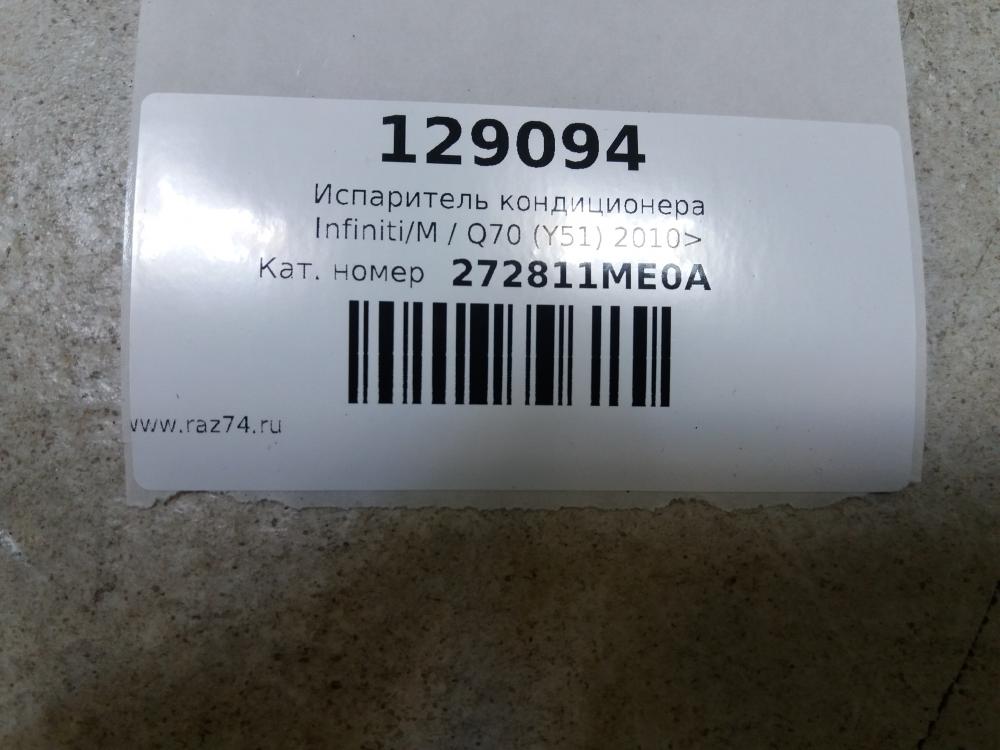 129094
Испаритель кондиционера
Infiniti/M / Q70 (Y51) 2010>
Кат. номер 272811ME0A
www.raz74.ru